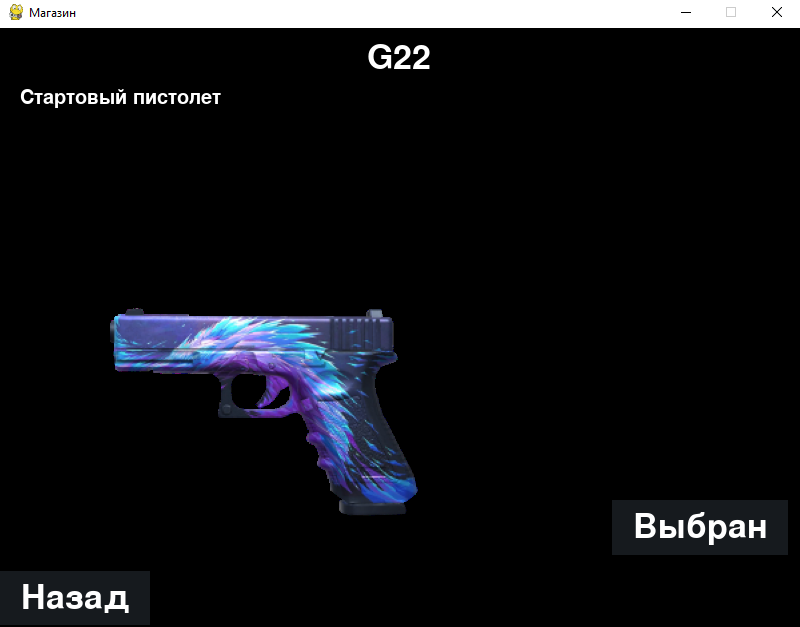 Магазин
G22
Стартовый пистолет
Выбран
Назад